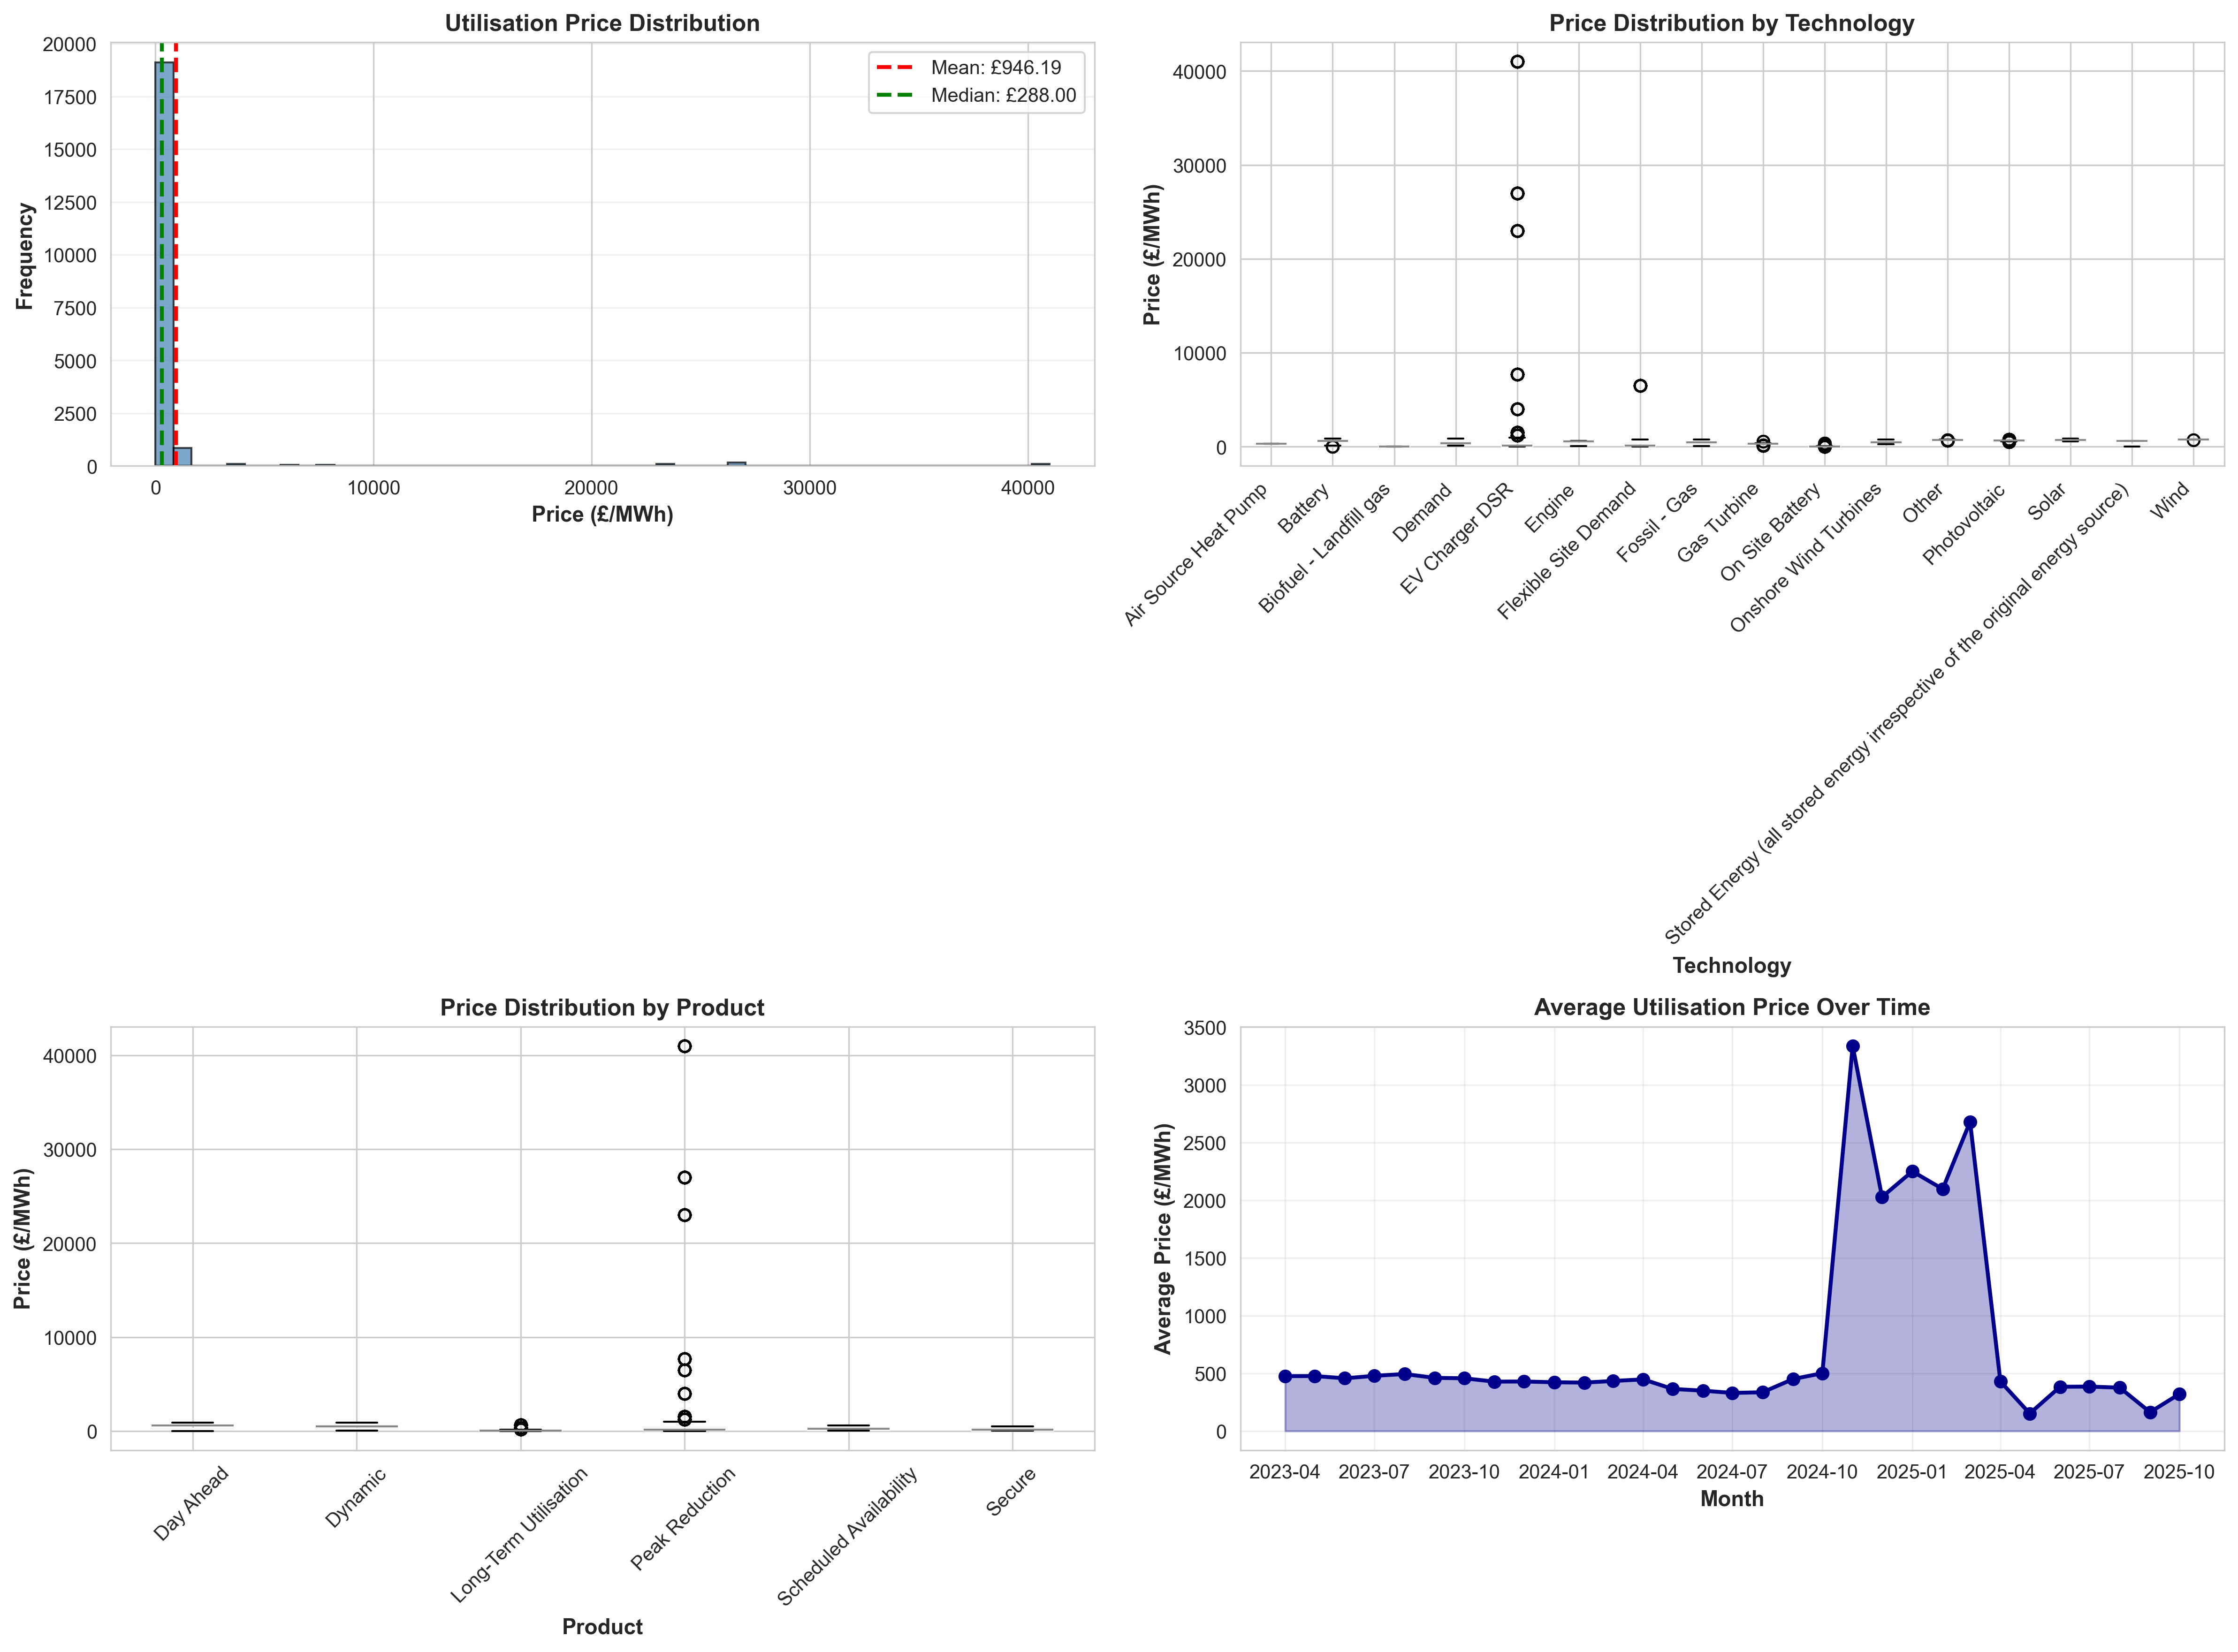 Utilisation Price Distribution
Frequency
20000
17500
15000
12500
10000
7500
5000
2500
0
Mean: £946.19
Median: £288.00
0 10000 20000 30000 40000
Price (£/MWh)
Price Distribution by Technology
Price (£/MWh)
40000
30000
20000
10000
0
Air Source Heat Pump
Battery
Biofuel - Landfill gas
Demand
EV Charger DSR
Engine
Flexible Site Demand
Fossil - Gas
Gas Turbine
On Site Battery
Onshore Wind Turbines
Other
Photovoltaic
Solar
Stored Energy (all stored energy irrespective of the original energy source)
Wind
Technology
Price Distribution by Product
Price (£/MWh)
40000
30000
20000
10000
0
Day Ahead
Dynamic
Long-Term Utilisation
Peak Reduction
Scheduled Availability
Secure
Product
Average Utilisation Price Over Time
Average Price (£/MWh)
3500
3000
2500
2000
1500
1000
500
0
2023-04 2023-07 2023-10 2024-01 2024-04 2024-07 2024-10 2025-01 2025-04 2025-07 2025-10
Month